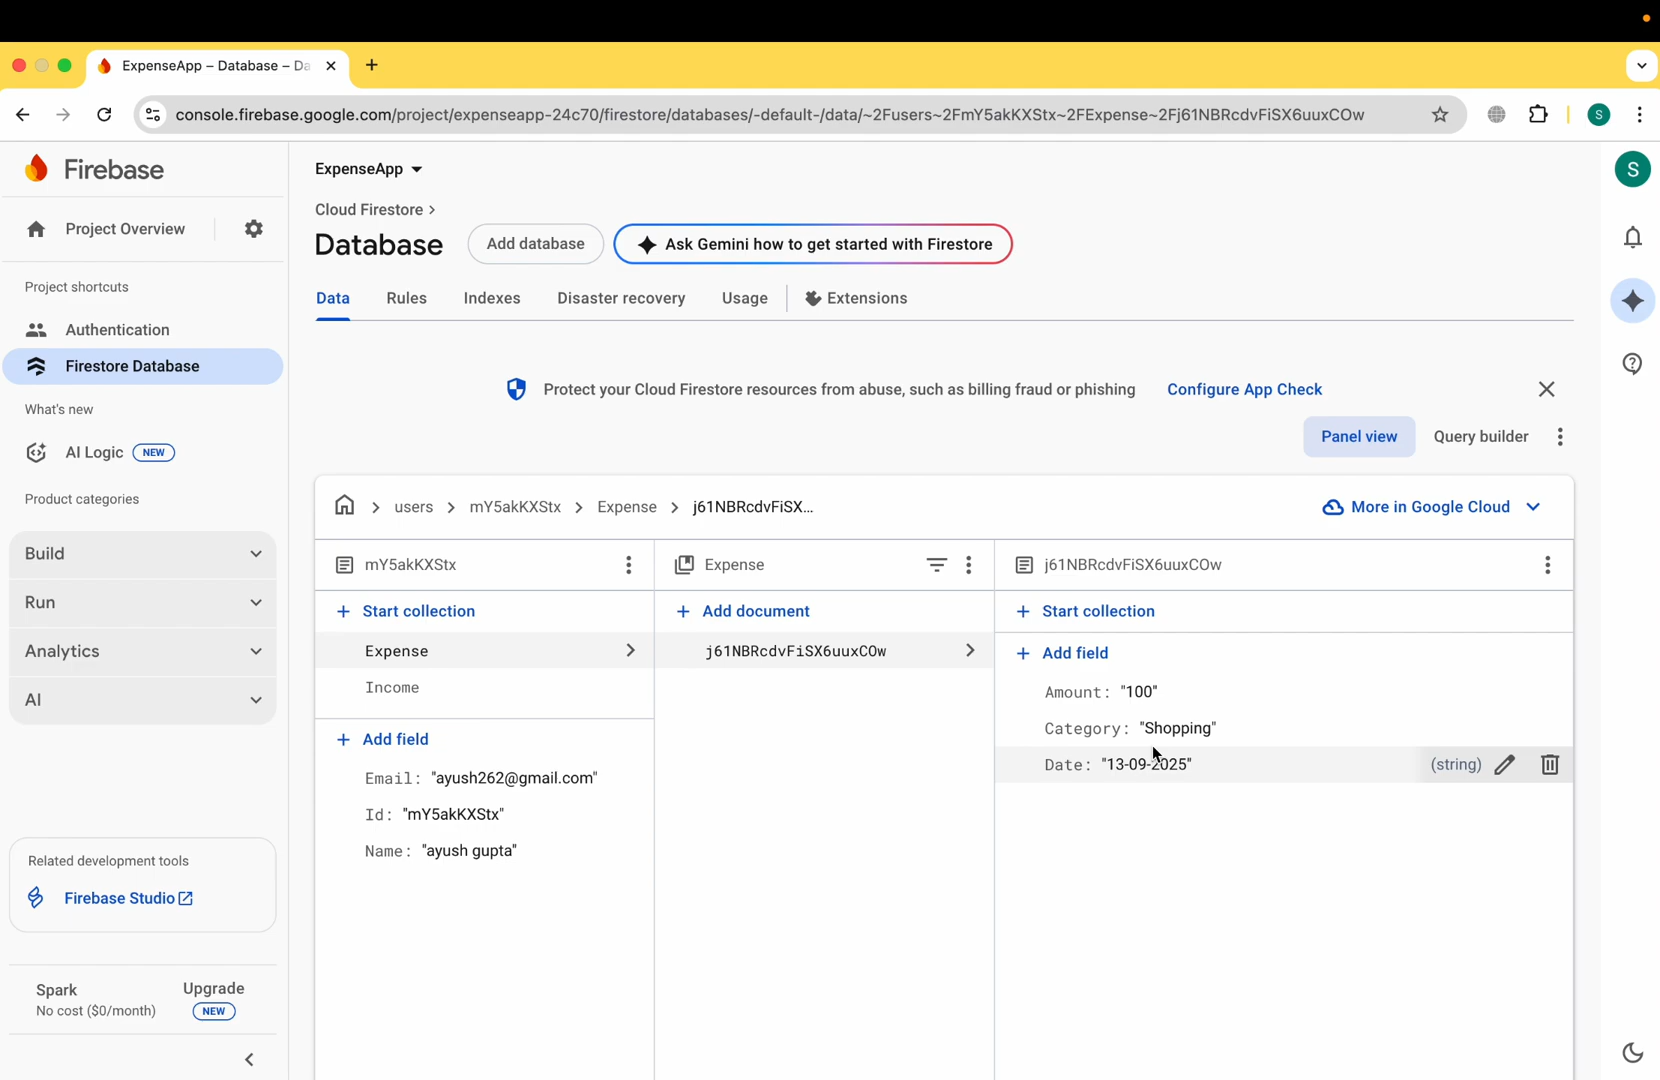 ExpenseApp – Database – Da
console.firebase.google.com/project/expenseapp-24c70/firestore/databases/-default-/data/~2Fusers~2FmY5akKXStx~2FExpense~2Fj61NBRcdvFiSX6uuxCOw
S
Firebase
ExpenseApp
S
Project Overview
Cloud Firestore
Database
Add database
Ask Gemini how to get started with Firestore
Project shortcuts
Data
Rules
Indexes
Disaster recovery
Usage
Extensions
Authentication
Firestore Database
What's new
Protect your Cloud Firestore resources from abuse, such as billing fraud or phishing
Configure App Check
AI Logic NEW
Panel view
Query builder
Product categories
Build
Run
Analytics
AI
users > mY5akKXStx > Expense > j61NBRcdvFiSX...
More in Google Cloud
mY5akKXStx
Expense
j61NBRcdvFiSX6uuxCOw
+ Start collection
+ Add document
+ Start collection
Expense
j61NBRcdvFiSX6uuxCOw
+ Add field
Income
Amount: "100"
Category: "Shopping"
Date: "13-09-2025"
(string)
+ Add field
Email: "ayush262@gmail.com"
Id: "mY5akKXStx"
Name: "ayush gupta"
Related development tools
Firebase Studio
Spark
No cost ($0/month)
Upgrade
NEW